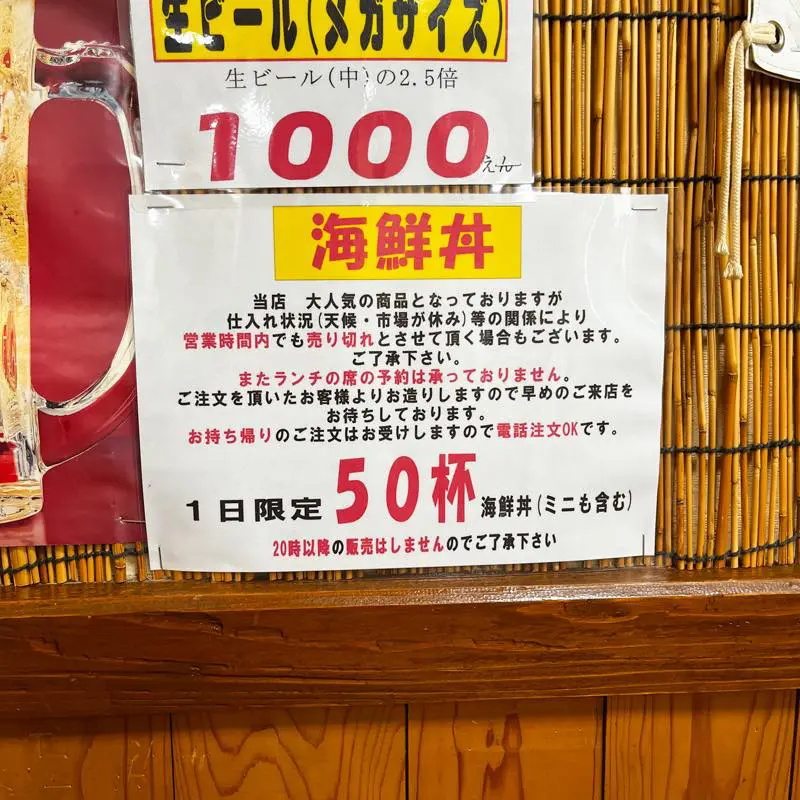 生ビール(メガサイズ)
生ビール(中)の2.5倍
1000えん
海鮮丼
当店 大人気の商品となっておりますが
仕入れ状況(天候・市場が休み)等の関係により
営業時間内でも売り切れとさせて頂く場合もございます。
ご了承下さい。
またランチの席の予約は承っておりません。
ご注文を頂いたお客様よりお造りしますので早めのご来店を
お待ちしております。
お持ち帰りのご注文はお受けしますので電話注文OKです。
1日限定 50杯 海鮮丼(ミニも含む)
20時以降の販売はしませんのでご了承下さい